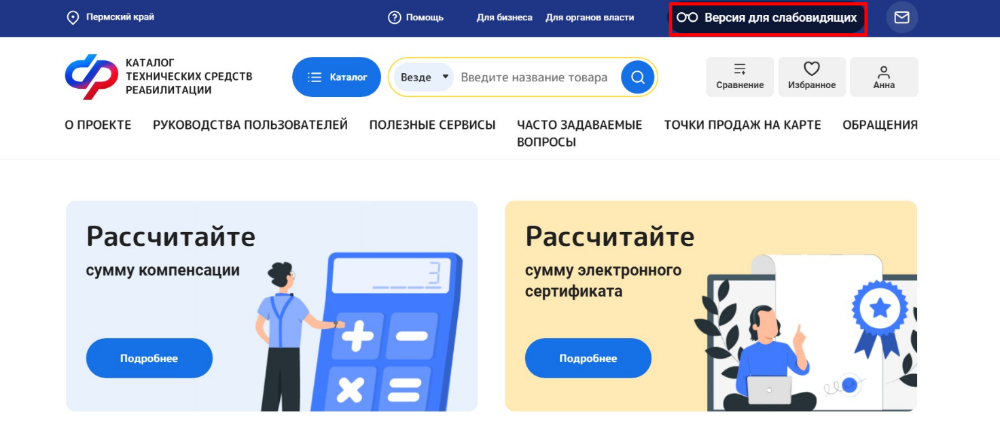 Пермский край
Помощь
Для бизнеса
Для органов власти
Версия для слабовидящих
КАТАЛОГ
ТЕХНИЧЕСКИХ СРЕДСТВ
РЕАБИЛИТАЦИИ
Каталог
Везде
Введите название товара
Сравнение
Избранное
Анна
О ПРОЕКТЕ
РУКОВОДСТВА ПОЛЬЗОВАТЕЛЕЙ
ПОЛЕЗНЫЕ СЕРВИСЫ
ЧАСТО ЗАДАВАЕМЫЕ
ВОПРОСЫ
ТОЧКИ ПРОДАЖ НА КАРТЕ
ОБРАЩЕНИЯ
Рассчитайте
сумму компенсации
3
Подробнее
Рассчитайте
сумму электронного
сертификата
Подробнее